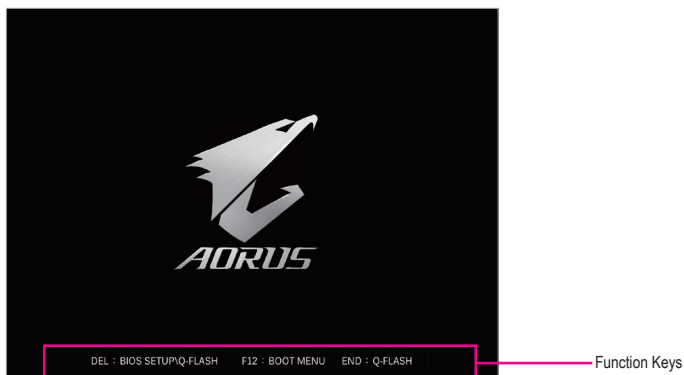 AORUS
DEL : BIOS SETUP\Q-FLASH F12 : BOOT MENU END : Q-FLASH
Function Keys